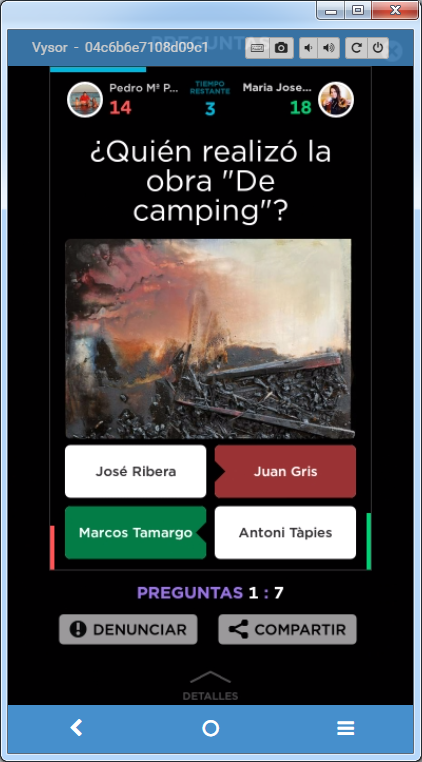 Vysor - 04c6b6e7108d09c1
PREGUNTAS
Pedro Mª P...
14
TIEMPO
RESTANTE
3
Maria Jose...
18
¿Quién realizó la
obra "De
camping"?
José Ribera
Juan Gris
Marcos Tamargo
Antoni Tàpies
PREGUNTAS 1 : 7
DENUNCIAR
COMPARTIR
DETALLES